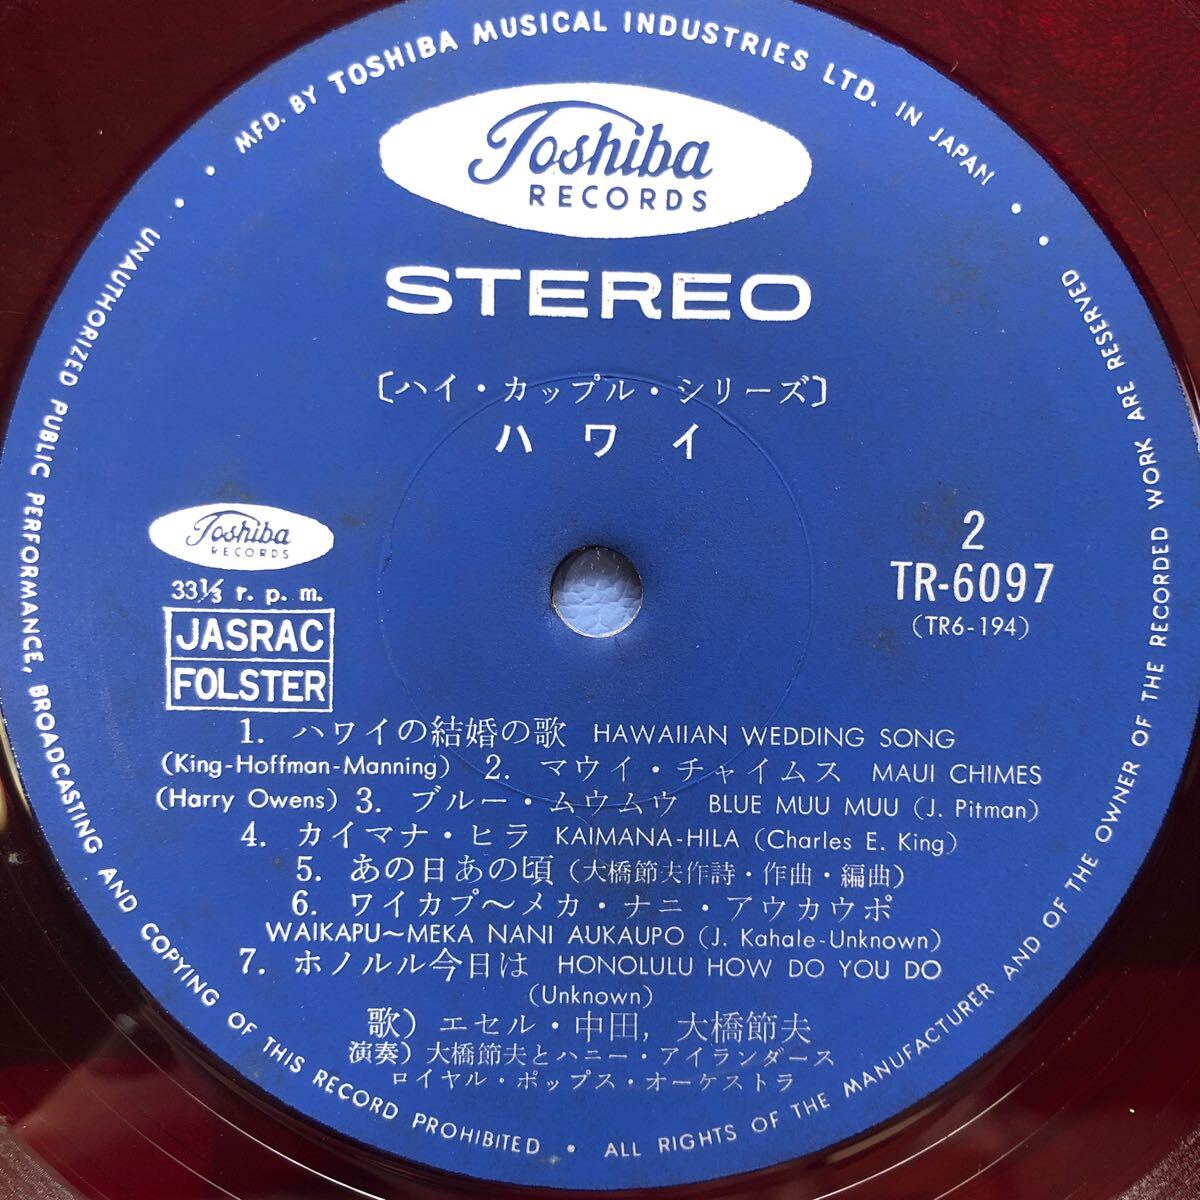 MFD. BY TOSHIBA MUSICAL INDUSTRIES LTD. IN JAPAN
Toshiba
RECORDS
STEREO
〔ハイ・カップル・シリーズ〕
ハワイ
Toshiba
RECORDS
33⅓ r. p. m.
JASRAC
FOLSTER
2
TR-6097
(TR6-194)
1. ハワイの結婚の歌 HAWAIIAN WEDDING SONG
(King-Hoffman-Manning) 2. マウイ・チャイムス MAUI CHIMES
(Harry Owens) 3. ブルー・ムウムウ BLUE MUU MUU (J. Pitman)
4. カイマナ・ヒラ KAIMANA-HILA (Charles E. King)
5. あの日あの頃 (大橋節夫作詩・作曲・編曲)
6. ワイカプ～メカ・ナニ・アウカウポ
WAIKAPU～MEKA NANI AUKAUPO (J. Kahale-Unknown)
7. ホノルル今日は HONOLULU HOW DO YOU DO
(Unknown)
歌) エセル・中田, 大橋節夫
演奏) 大橋節夫とハニー・アイランダース
ロイヤル・ポップス・オーケストラ
• ALL RIGHTS OF THE MANUFACTURER AND OF THE OWNER OF THE RECORDED WORK ARE RESERVED •
• UNAUTHORIZED PUBLIC PERFORMANCE, BROADCASTING AND COPYING OF THIS RECORD PROHIBITED